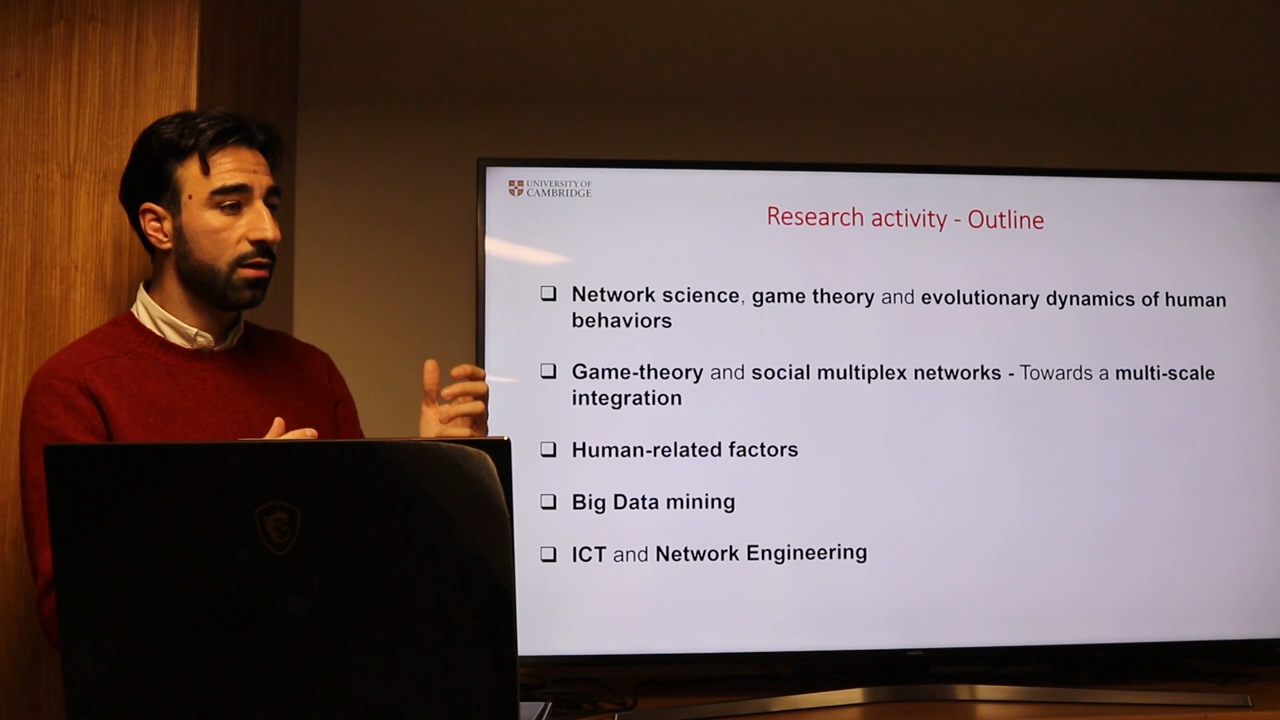 UNIVERSITY OF
CAMBRIDGE
Research activity - Outline
Network science, game theory and evolutionary dynamics of human
behaviors
Game-theory and social multiplex networks - Towards a multi-scale
integration
Human-related factors
Big Data mining
ICT and Network Engineering